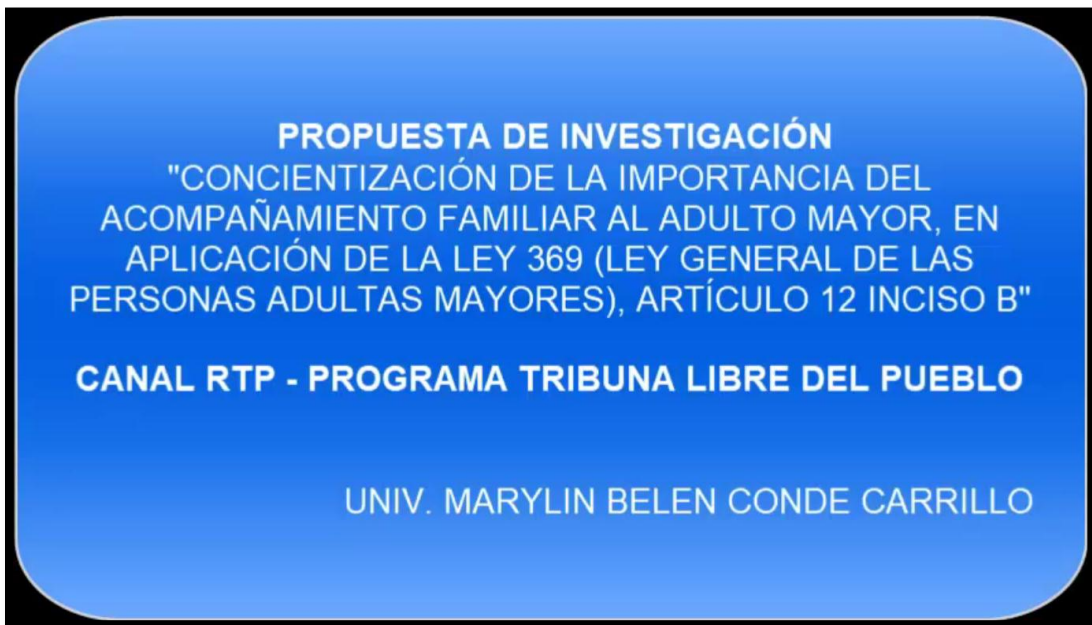 PROPUESTA DE INVESTIGACIÓN
"CONCIENTIZACIÓN DE LA IMPORTANCIA DEL
ACOMPAÑAMIENTO FAMILIAR AL ADULTO MAYOR, EN
APLICACIÓN DE LA LEY 369 (LEY GENERAL DE LAS
PERSONAS ADULTAS MAYORES), ARTÍCULO 12 INCISO B"
CANAL RTP - PROGRAMA TRIBUNA LIBRE DEL PUEBLO
UNIV. MARYLIN BELEN CONDE CARRILLO